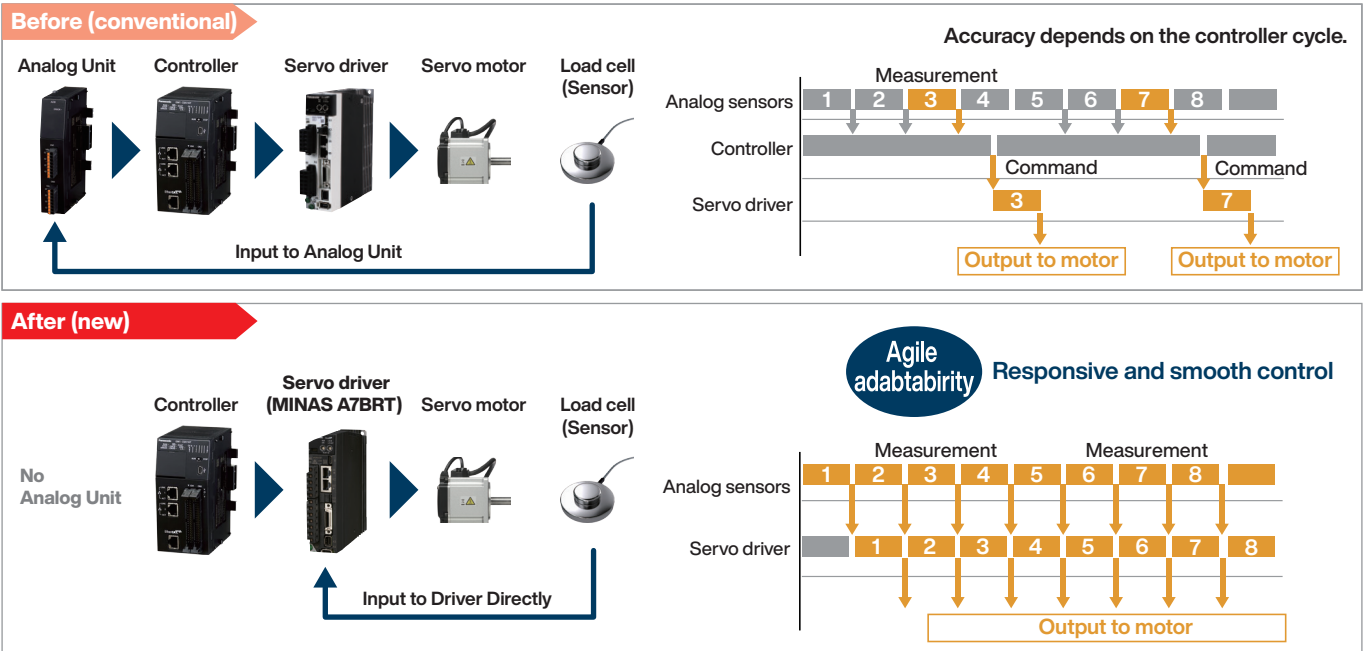 Before (conventional)
Accuracy depends on the controller cycle.
Analog Unit
Controller
Servo driver
Servo motor
Load cell
(Sensor)
Input to Analog Unit
Measurement
Analog sensors
1 2 3 4 5 6 7 8
Controller
Command
Command
Servo driver
3
7
Output to motor
Output to motor
After (new)
Agile
adabtabirity
Responsive and smooth control
No
Analog Unit
Controller
Servo driver
(MINAS A7BRT)
Servo motor
Load cell
(Sensor)
Input to Driver Directly
Measurement
Measurement
Analog sensors
1 2 3 4 5 6 7 8
Servo driver
1 2 3 4 5 6 7 8
Output to motor